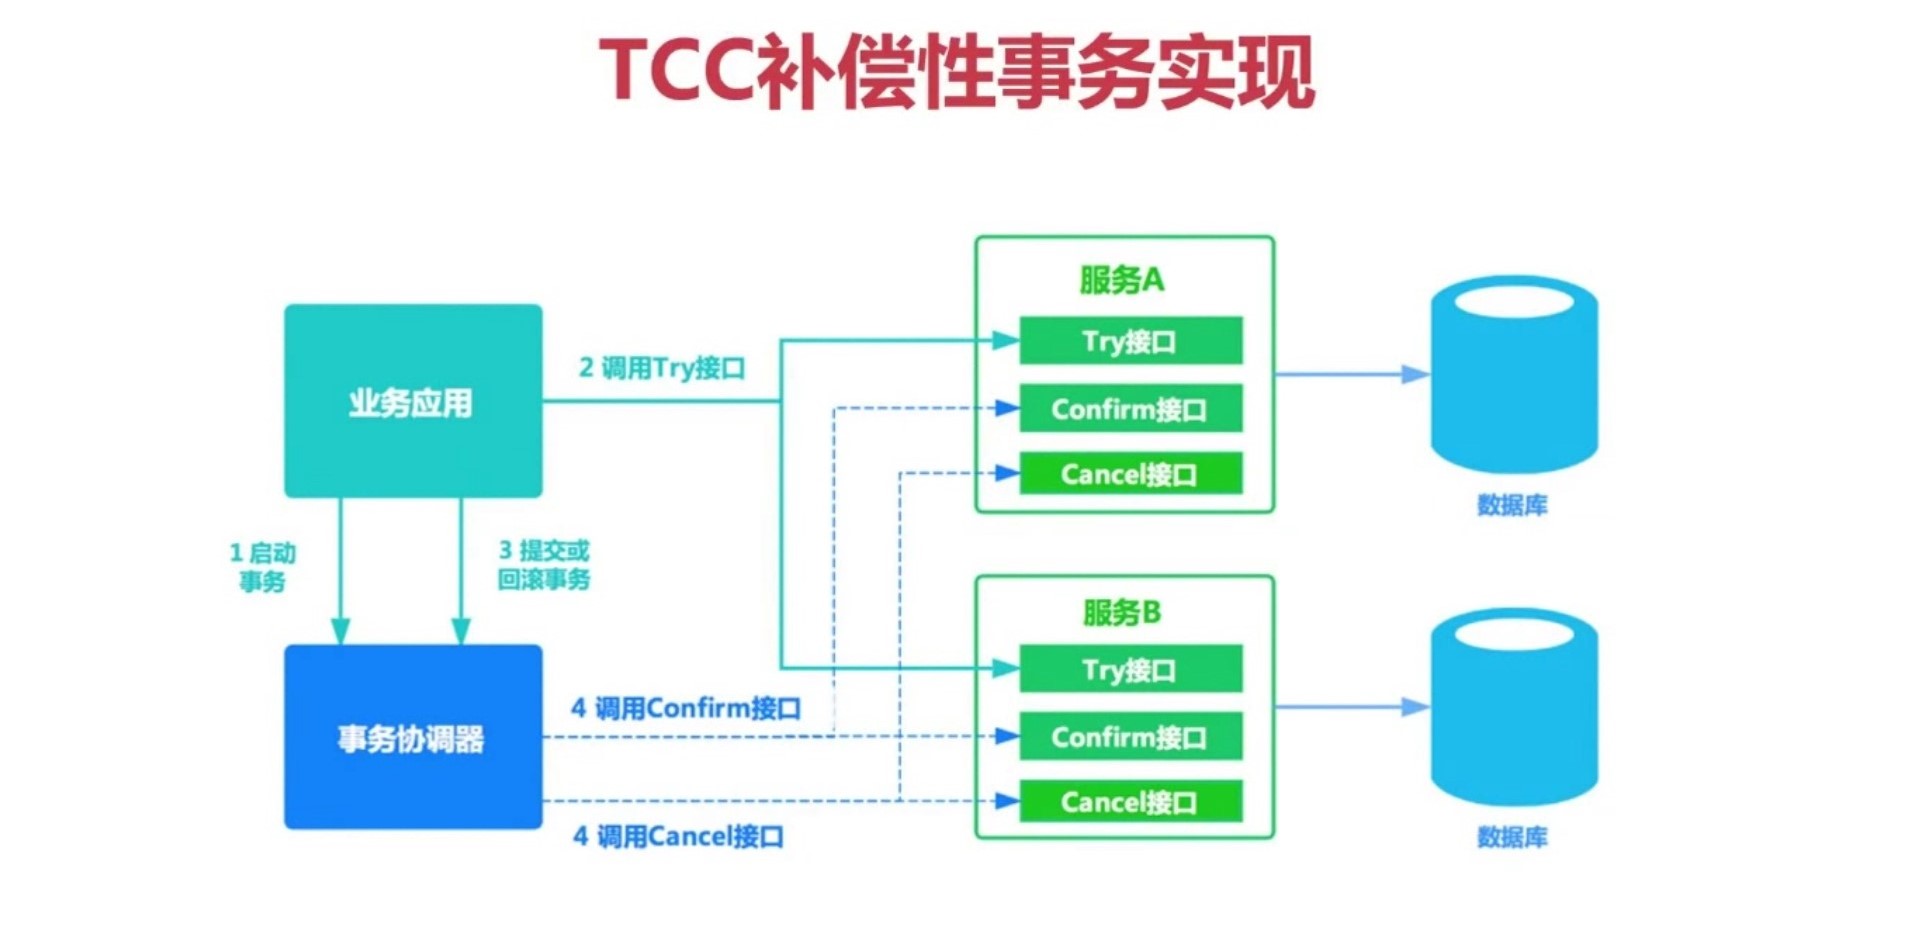 TCC补偿性事务实现
业务应用
2 调用Try接口
1 启动
事务
3 提交或
回滚事务
事务协调器
4 调用Confirm接口
4 调用Cancel接口
服务A
Try接口
Confirm接口
Cancel接口
数据库
服务B
Try接口
Confirm接口
Cancel接口
数据库